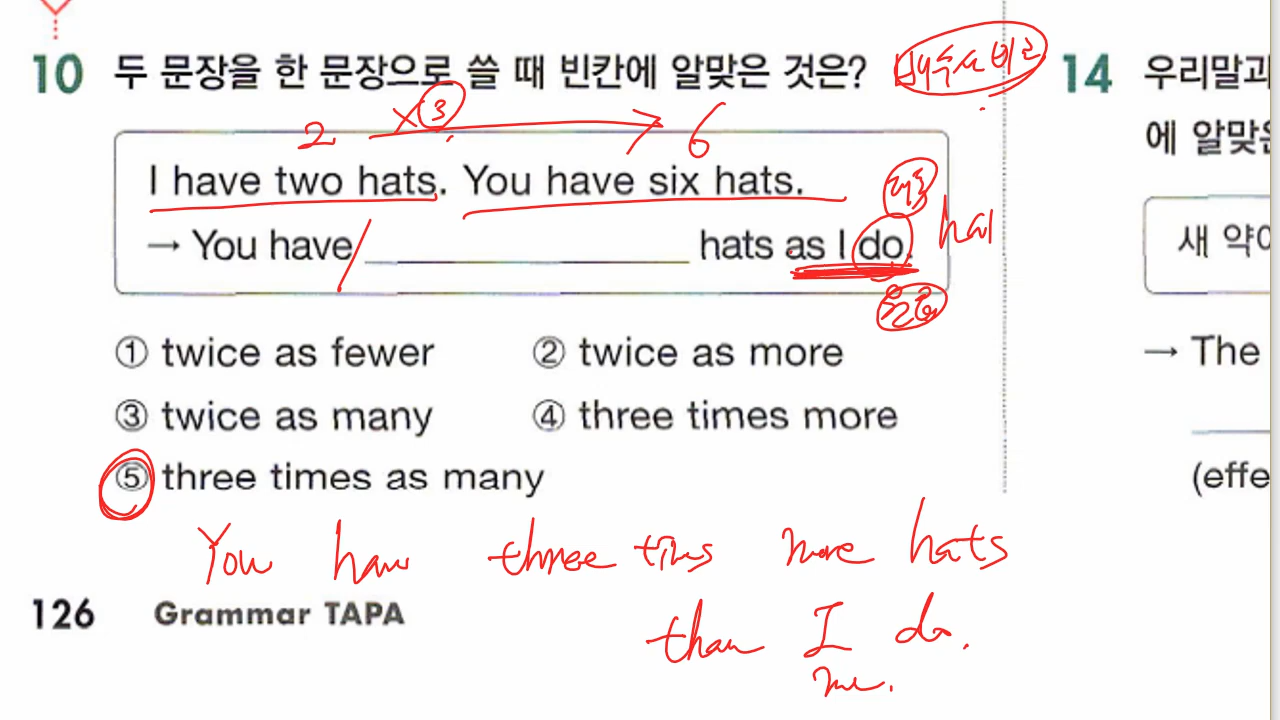 10 두 문장을 한 문장으로 쓸 때 빈칸에 알맞은 것은? 배수사 비교
×3
2 6
I have two hats. You have six hats.
→ You have ____________ hats as I do.
① twice as fewer ② twice as more
③ twice as many ④ three times more
⑤ three times as many
You have three times more hats
than I do.
me.
126 Grammar TAPA
14 우리말과
에 알맞은
새 약이
→ The
(effe